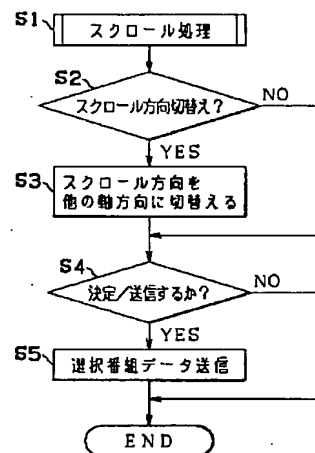 S1
スクロール処理
S2
スクロール方向切替え?
NO
YES
S3
スクロール方向を
他の軸方向に切替える
S4
決定/送信するか?
NO
YES
S5
選択番組データ送信
END